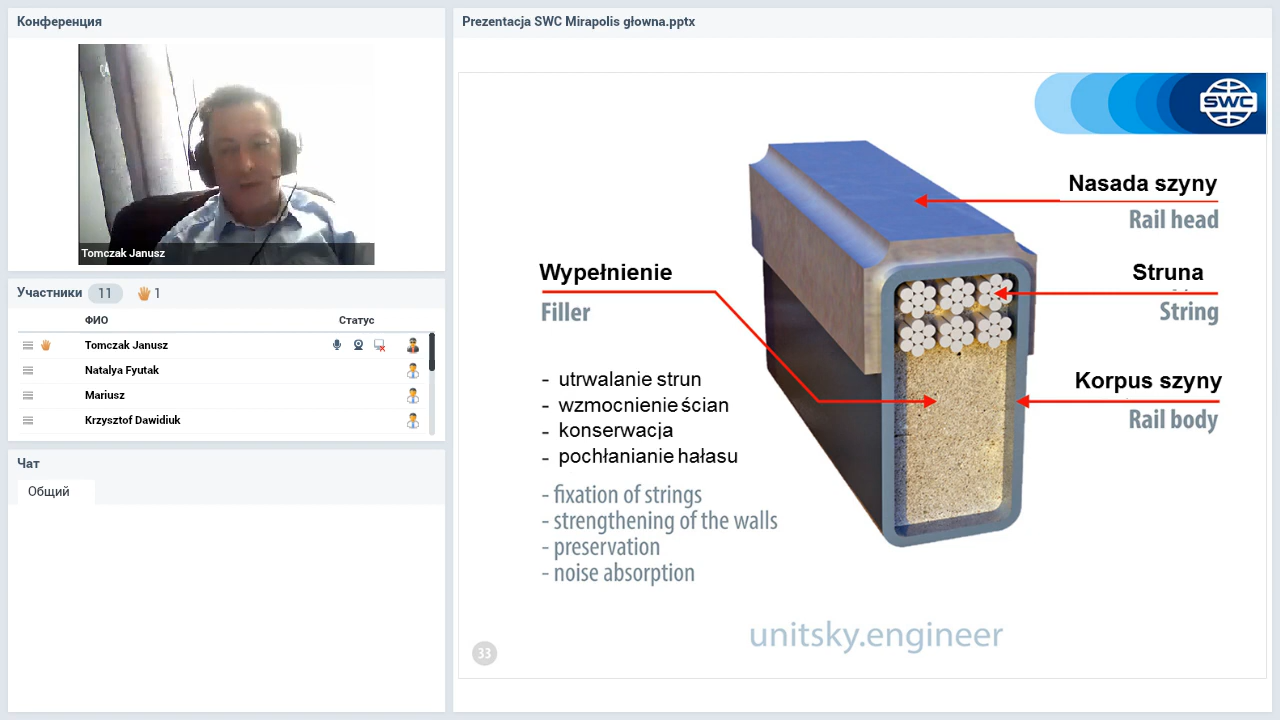 Конференция
Tomczak Janusz
Участники 11 1
ФИО Статус
Tomczak Janusz
Natalya Fyutak
Mariusz
Krzysztof Dawidiuk
Чат
Общий
Prezentacja SWC Mirapolis głowna.pptx
SWC
Nasada szyny
Rail head
Wypełnienie
Filler
Struna
String
Korpus szyny
Rail body
- utrwalanie strun
- wzmocnienie ścian
- konserwacja
- pochłanianie hałasu
- fixation of strings
- strengthening of the walls
- preservation
- noise absorption
unitsky.engineer
33